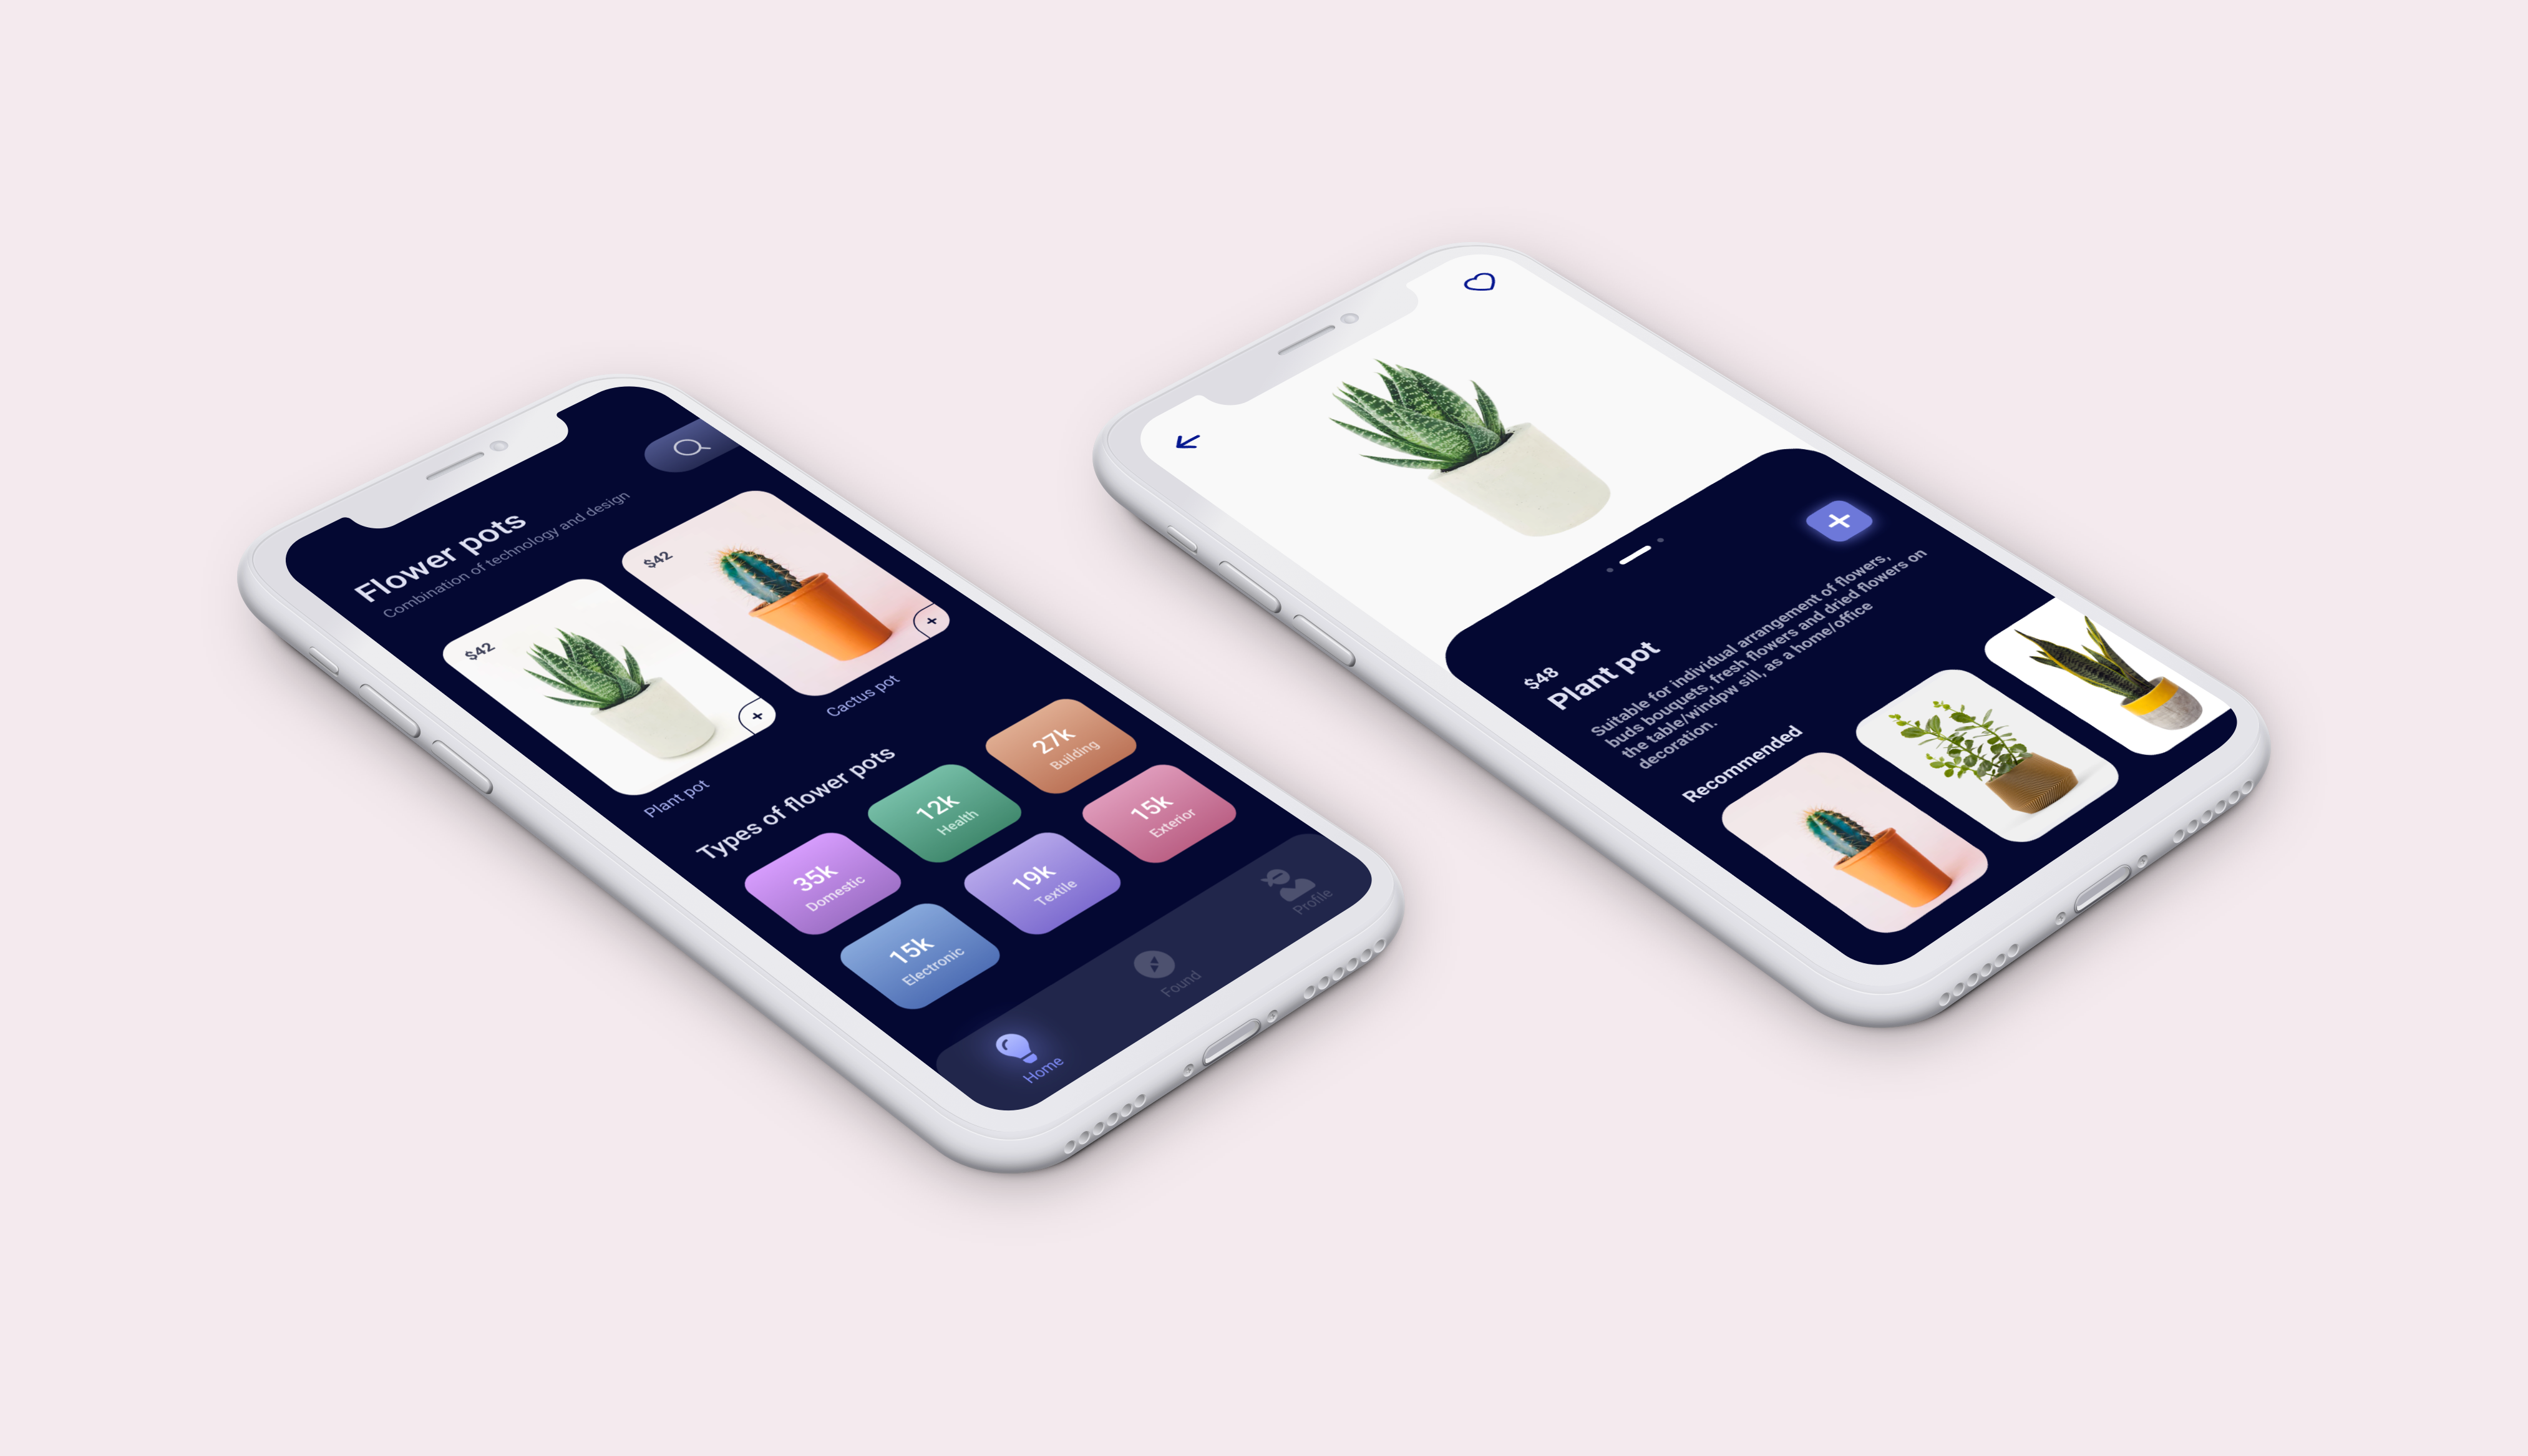 Flower pots
Combination of technology and design
$42
$42
Plant pot
Cactus pot
Types of flower pots
35k
Domestic
12k
Health
27k
Building
15k
Electronic
19k
Textile
15k
Exterior
Home
Found
Profile
$48
Plant pot
Suitable for individual arrangement of flowers,
buds bouquets, fresh flowers and dried flowers on
the table/windpw sill, as a home/office
decoration.
Recommended